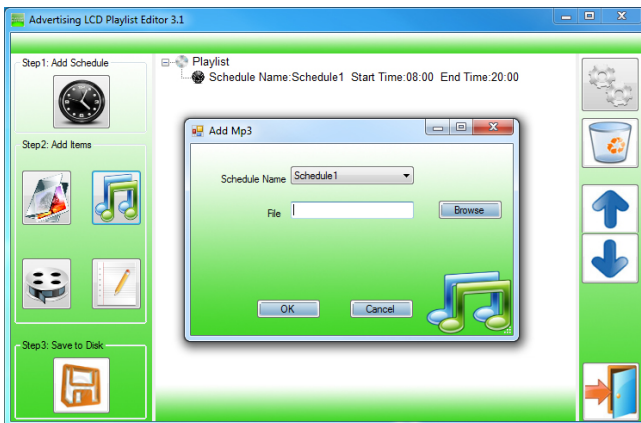 Advertising LCD Playlist Editor 3.1
Step1: Add Schedule
Playlist
Schedule Name:Schedule1 Start Time:08:00 End Time:20:00
Add Mp3
Step2: Add Items
Schedule Name Schedule1
File
Browse
OK Cancel
Step3: Save to Disk